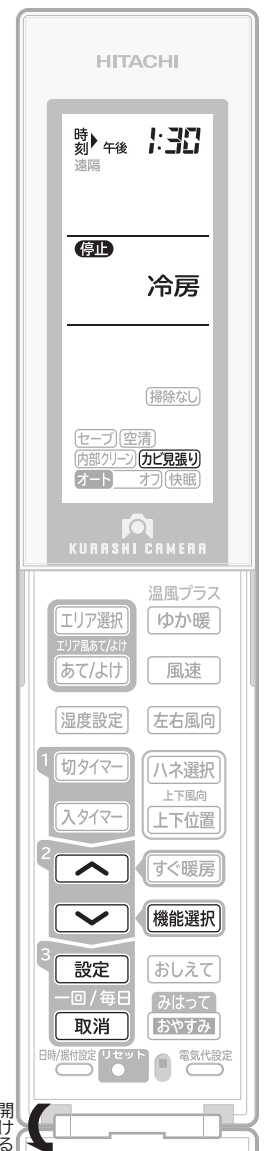 HITACHI
時刻 午後 1:30
遠隔
停止
冷房
掃除なし
セーブ 空清
内部クリーン カビ見張り
オート オフ 快眠
KURASHI CAMERA
温風プラス
エリア選択 ゆか暖
エリア風あて/よけ
あて/よけ 風速
湿度設定 左右風向
1 切タイマー ハネ選択
上下風向
入タイマー 上下位置
2 すぐ暖房
機能選択
3 設定 おしえて
一回/毎日 みはって
取消 おやすみ
日時/据付設定 リセット 電気代設定
開ける